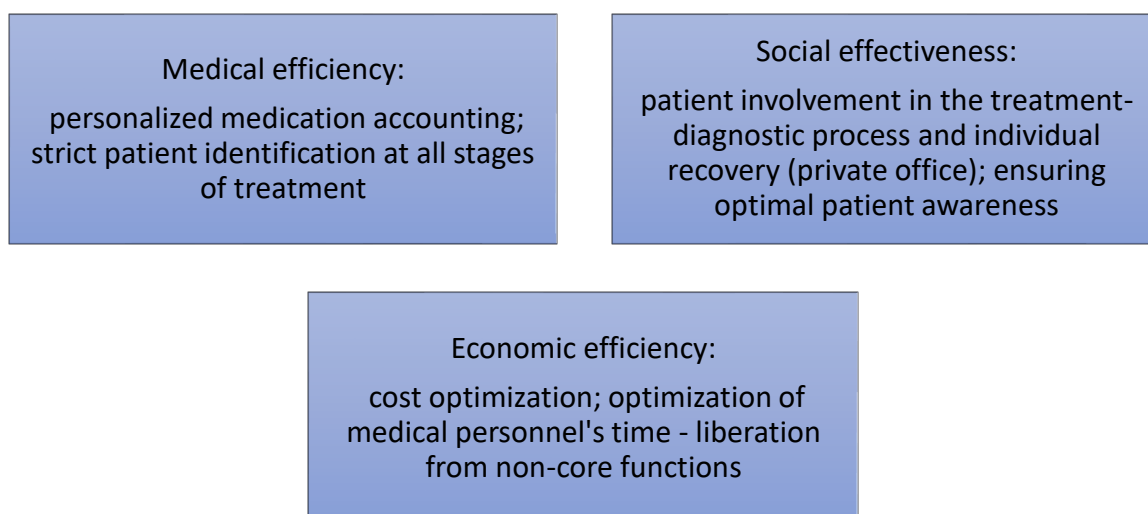 Medical efficiency:
personalized medication accounting;
strict patient identification at all stages
of treatment
Social effectiveness:
patient involvement in the treatment-
diagnostic process and individual
recovery (private office); ensuring
optimal patient awareness
Economic efficiency:
cost optimization; optimization of
medical personnel's time - liberation
from non-core functions